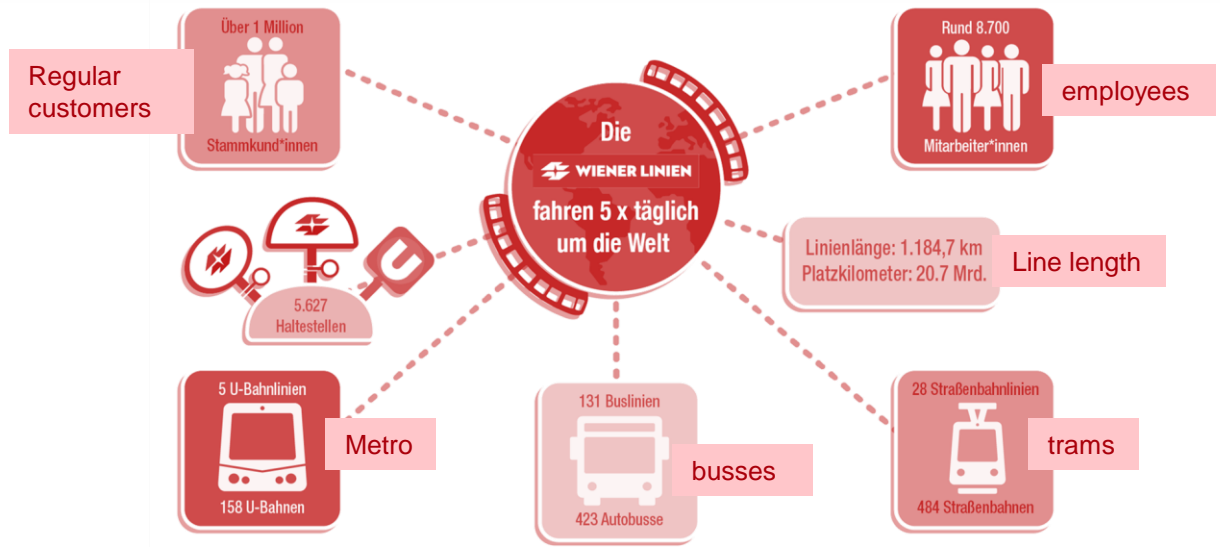 Über 1 Million
Stammkund*innen
Regular
customers
Die
WIENER LINIEN
fahren 5 x täglich
um die Welt
Rund 8.700
Mitarbeiter*innen
employees
5.627
Haltestellen
Linienlänge: 1.184,7 km
Platzkilometer: 20.7 Mrd.
Line length
5 U-Bahnlinien
158 U-Bahnen
Metro
131 Buslinien
423 Autobusse
busses
28 Straßenbahnlinien
484 Straßenbahnen
trams